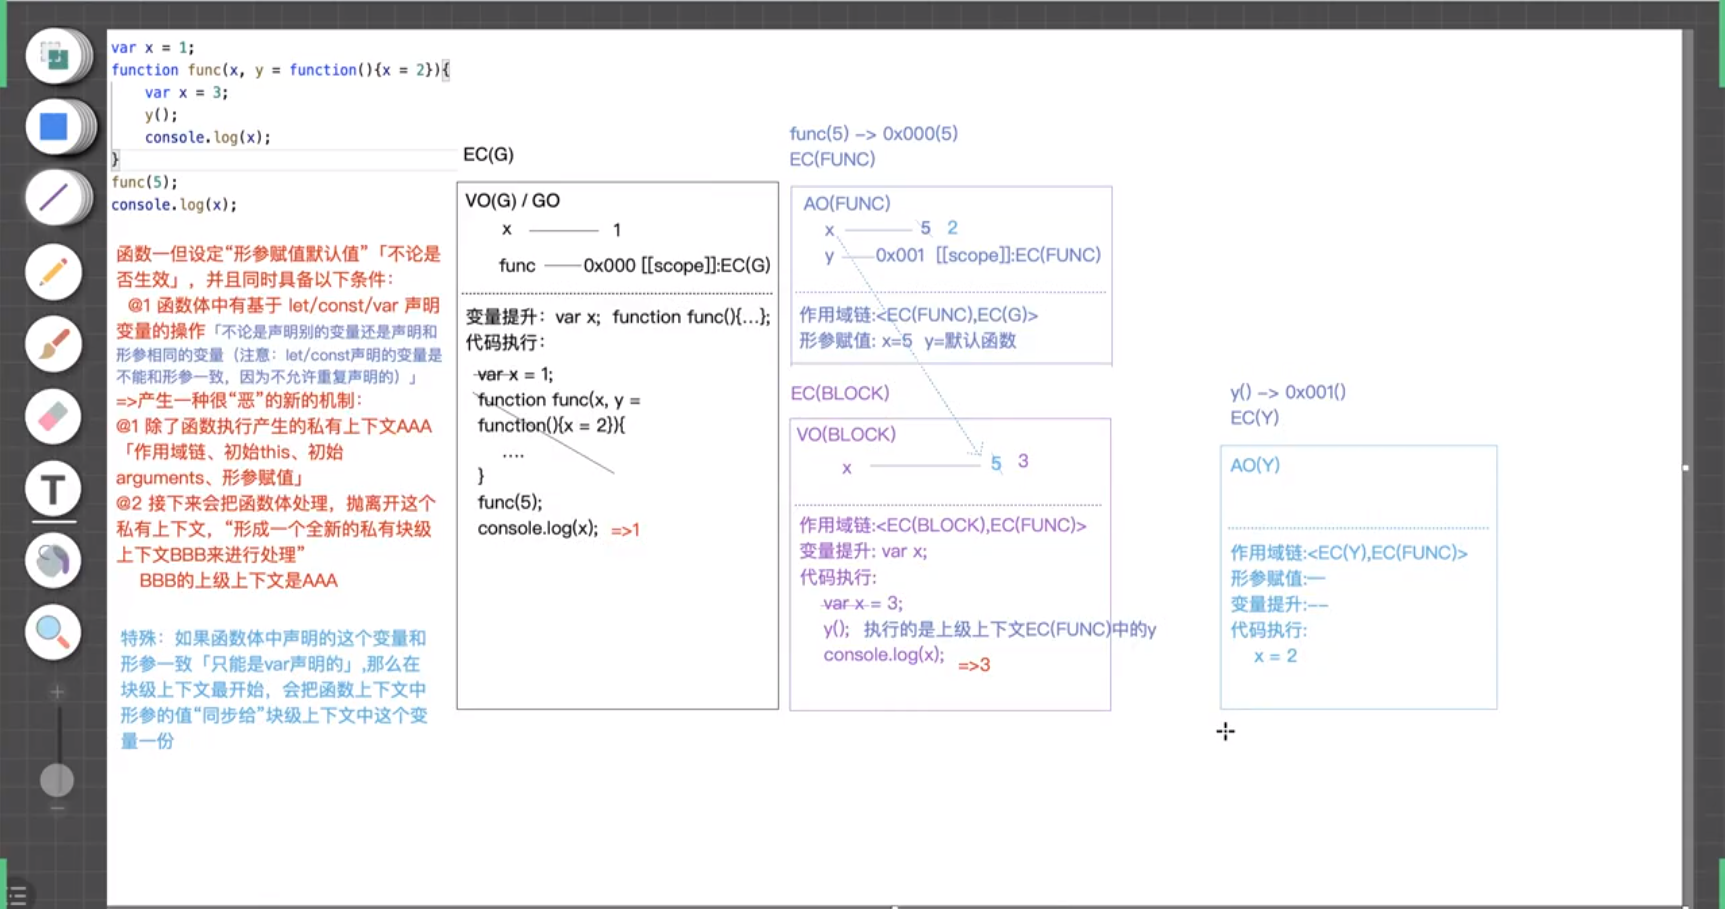 var x = 1;
function func(x, y = function(){x = 2}){
var x = 3;
y();
console.log(x);
}
func(5);
console.log(x);
函数一但设定“形参赋值默认值”「不论是
否生效」，并且同时具备以下条件：
@1 函数体中有基于 let/const/var 声明
变量的操作「不论是声明别的变量还是声明和
形参相同的变量（注意：let/const声明的变量是
不能和形参一致，因为不允许重复声明的）」
=>产生一种很“恶”的新的机制：
@1 除了函数执行产生的私有上下文AAA
「作用域链、初始this、初始
arguments、形参赋值」
@2 接下来会把函数体处理，抛离开这个
私有上下文，“形成一个全新的私有块级
上下文BBB来进行处理”
BBB的上级上下文是AAA
特殊：如果函数体中声明的这个变量和
形参一致「只能是var声明的」,那么在
块级上下文最开始，会把函数上下文中
形参的值“同步给”块级上下文中这个变
量一份
EC(G)
VO(G) / GO
x 1
func 0x000 [[scope]]:EC(G)
变量提升：var x; function func(){...};
代码执行：
var x = 1;
function func(x, y =
function(){x = 2}){
....
}
func(5);
console.log(x); =>1
func(5) -> 0x000(5)
EC(FUNC)
AO(FUNC)
x 5 2
y 0x001 [[scope]]:EC(FUNC)
作用域链:<EC(FUNC),EC(G)>
形参赋值: x=5 y=默认函数
EC(BLOCK)
VO(BLOCK)
x 5 3
作用域链:<EC(BLOCK),EC(FUNC)>
变量提升: var x;
代码执行:
var x = 3;
y(); 执行的是上级上下文EC(FUNC)中的y
console.log(x); =>3
y() -> 0x001()
EC(Y)
AO(Y)
作用域链:<EC(Y),EC(FUNC)>
形参赋值:—
变量提升:--
代码执行:
x = 2
T